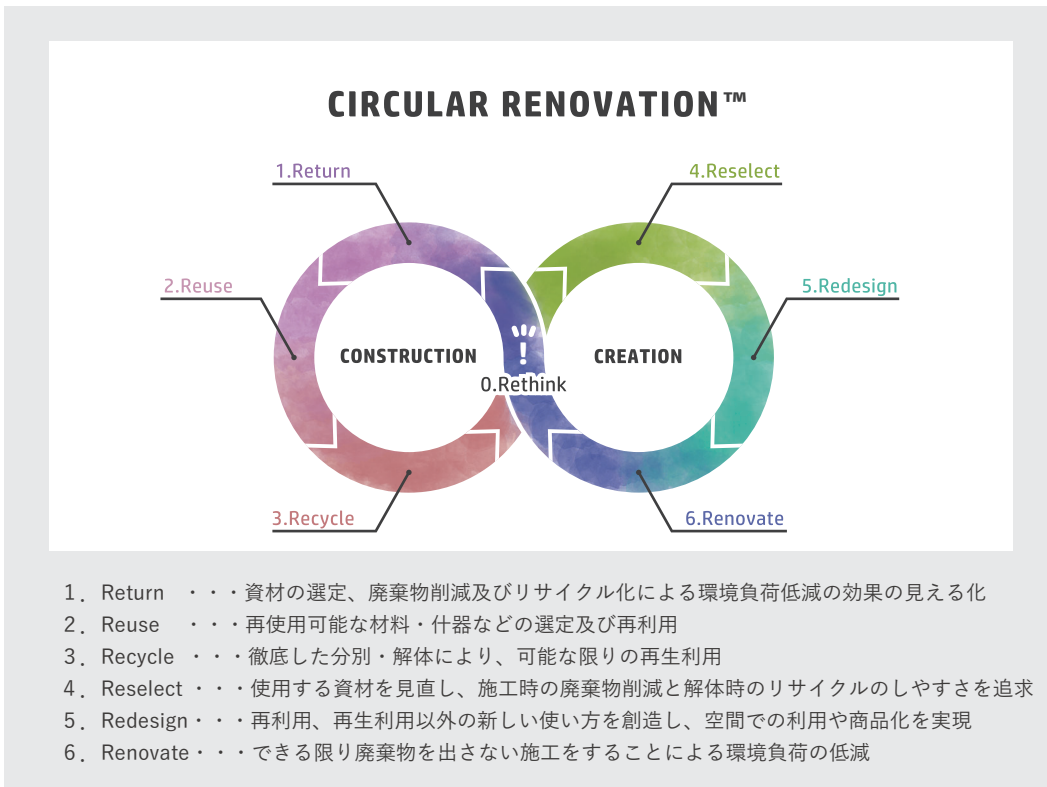 CIRCULAR RENOVATION™
1.Return
4.Reselect
2.Reuse
5.Redesign
CONSTRUCTION
!
CREATION
0.Rethink
3.Recycle
6.Renovate
1．Return ・・・資材の選定、廃棄物削減及びリサイクル化による環境負荷低減の効果の見える化
2．Reuse ・・・再使用可能な材料・什器などの選定及び再利用
3．Recycle ・・・徹底した分別・解体により、可能な限りの再生利用
4．Reselect ・・・使用する資材を見直し、施工時の廃棄物削減と解体時のリサイクルのしやすさを追求
5．Redesign・・・再利用、再生利用以外の新しい使い方を創造し、空間での利用や商品化を実現
6．Renovate・・・できる限り廃棄物を出さない施工をすることによる環境負荷の低減